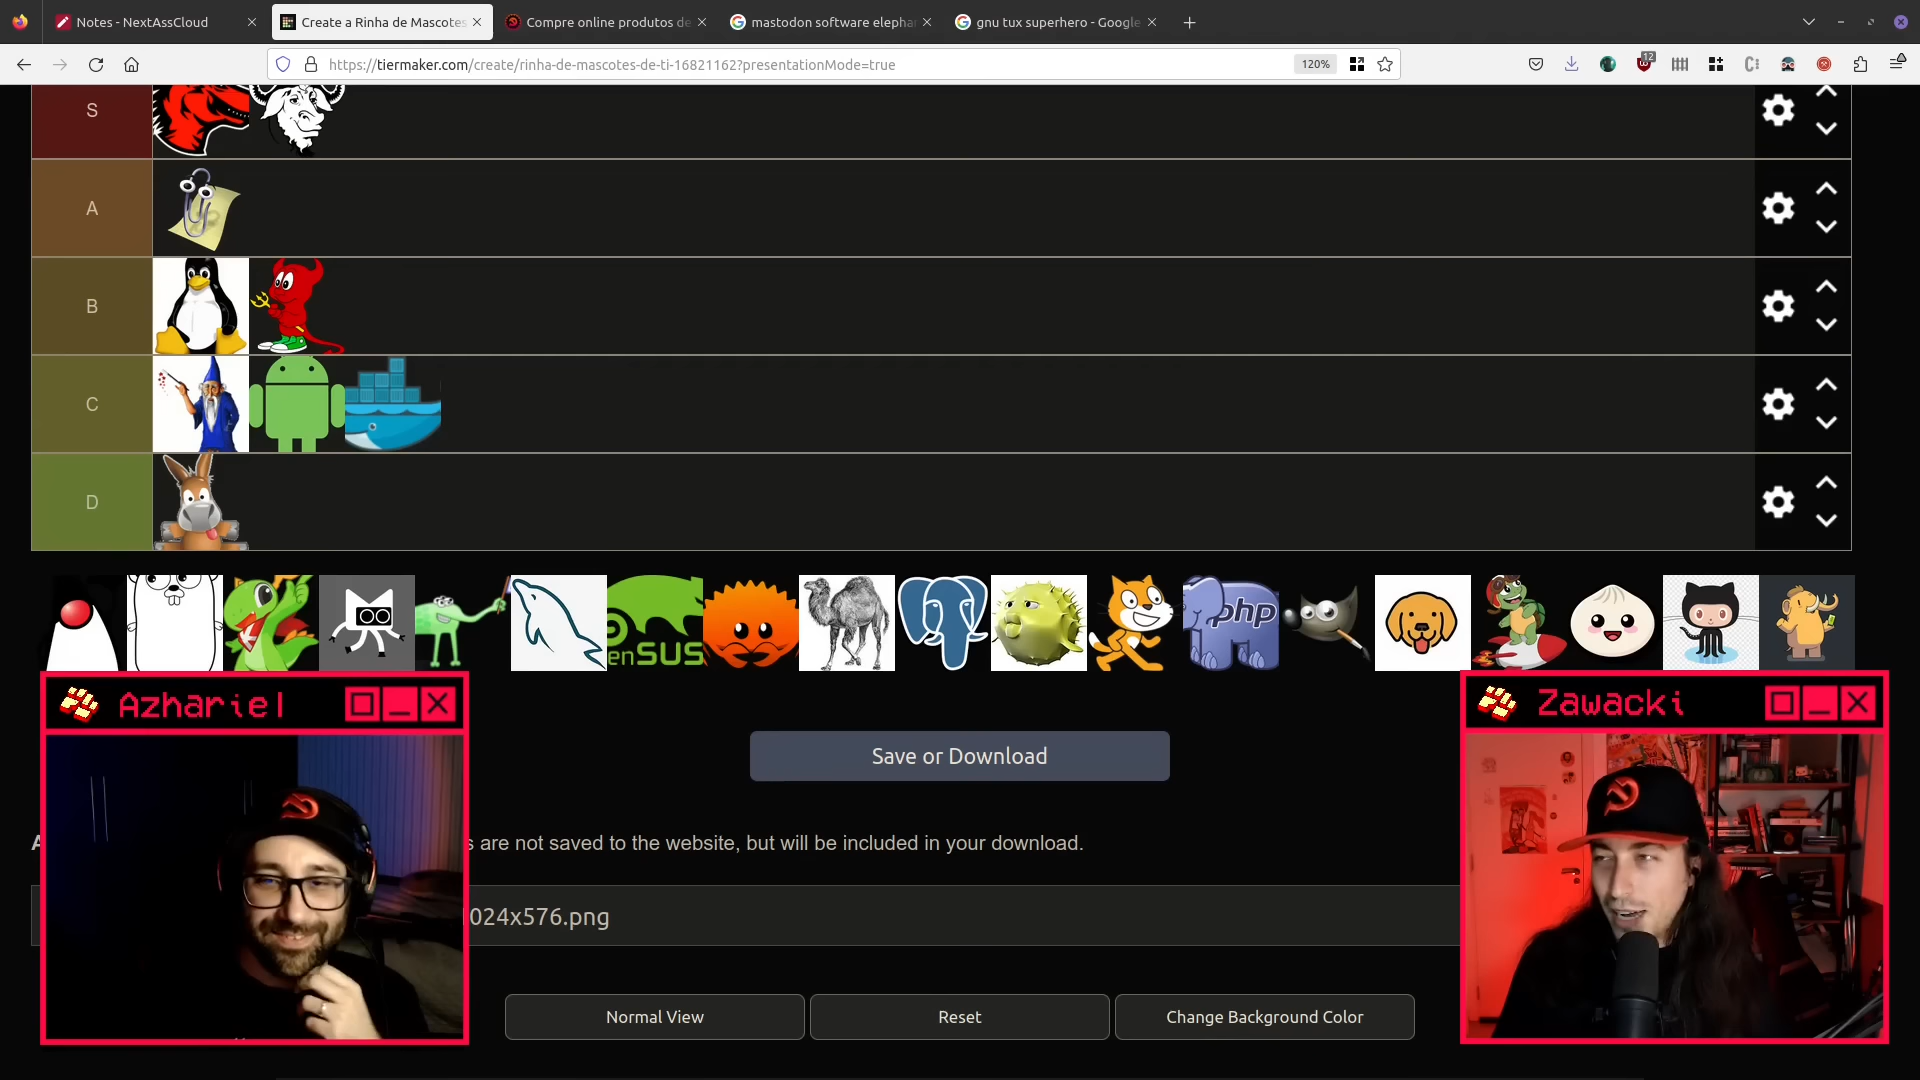 Notes - NextAssCloud
Create a Rinha de Mascotes
Compre online produtos de
mastodon software elepha
gnu tux superhero - Google
https://tiermaker.com/create/rinha-de-mascotes-de-ti-16821162?presentationMode=true
120%
12
S
A
B
C
D
enSUS
php
Azhariel
Zawacki
Save or Download
s are not saved to the website, but will be included in your download.
024x576.png
Normal View
Reset
Change Background Color